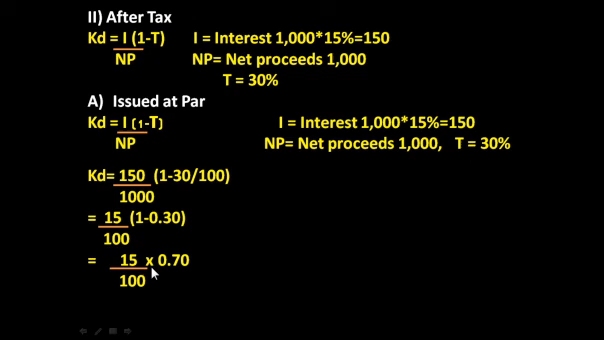 II) After Tax
Kd = I (1-T) I = Interest 1,000*15%=150
NP NP= Net proceeds 1,000
T = 30%
A) Issued at Par
Kd = I (1-T) I = Interest 1,000*15%=150
NP NP= Net proceeds 1,000, T = 30%
Kd= 150 (1-30/100)
1000
= 15 (1-0.30)
100
= 15 x 0.70
100